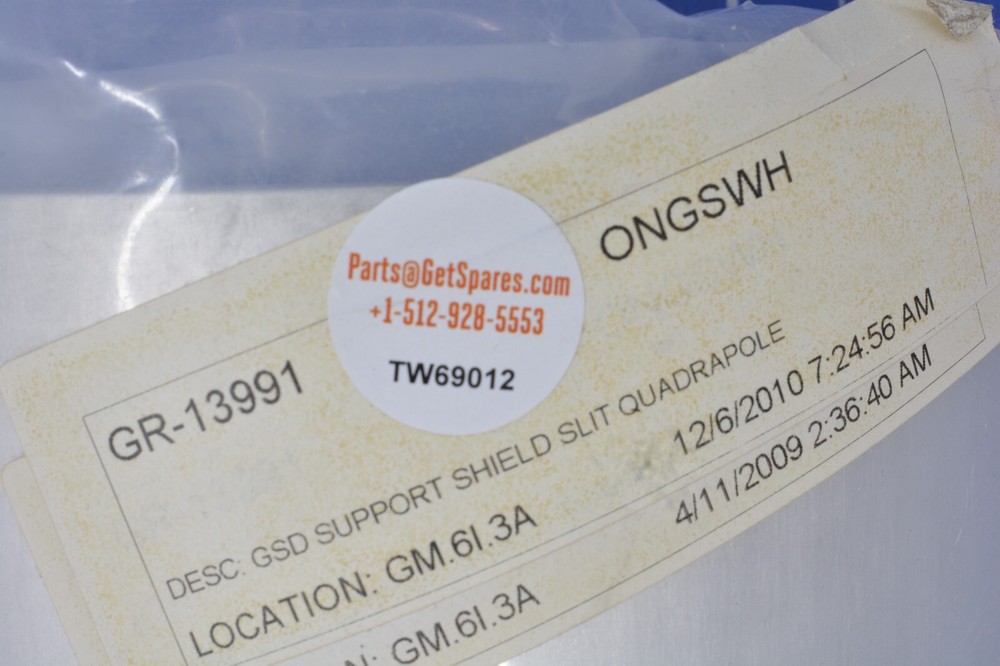 ONGSWH
Parts@GetSpares.com
+1-512-928-5553
TW69012
GR-13991
DESC: GSD SUPPORT SHIELD SLIT QUADRAPOLE
LOCATION: GM.6I.3A 12/6/2010 7:24:56 AM
N: GM.6I.3A 4/11/2009 2:36:40 AM